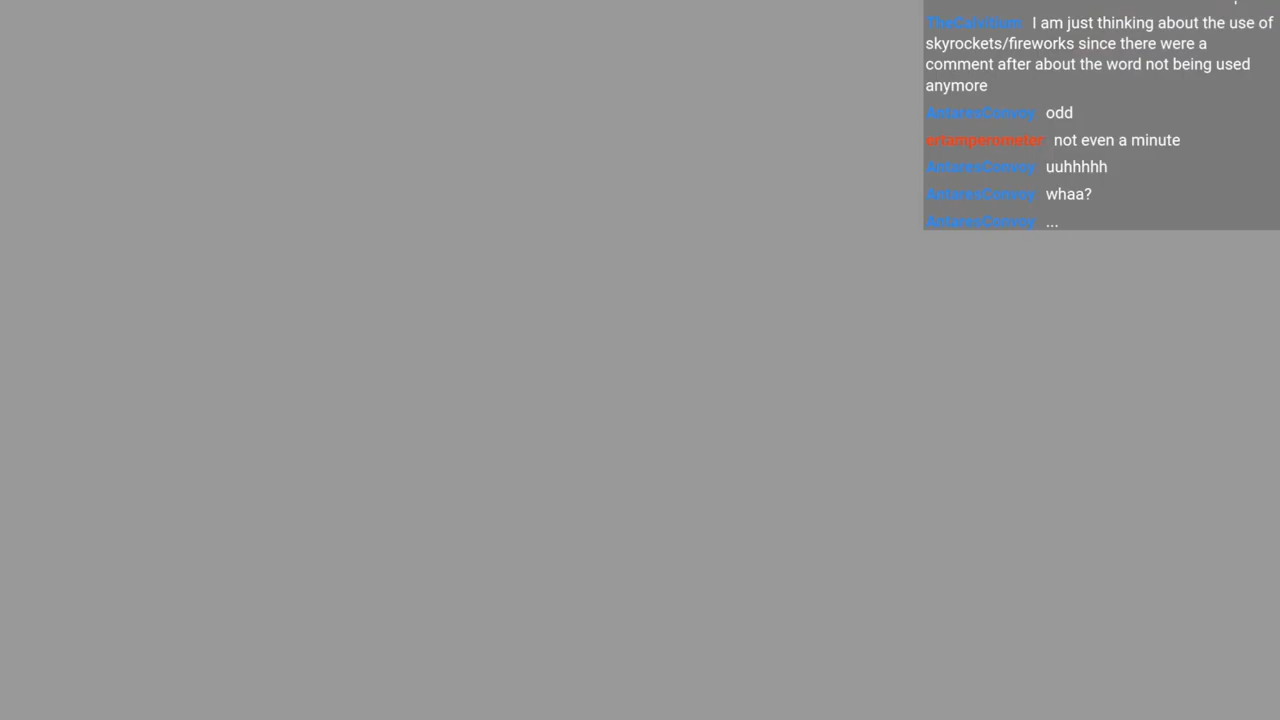 TheCalvitium I am just thinking about the use of
skyrockets/fireworks since there were a
comment after about the word not being used
anymore
AntaresConvoy odd
not even a minute
AntaresConvoy uuhhhhh
AntaresConvoy whaa?
AntaresConvoy ...